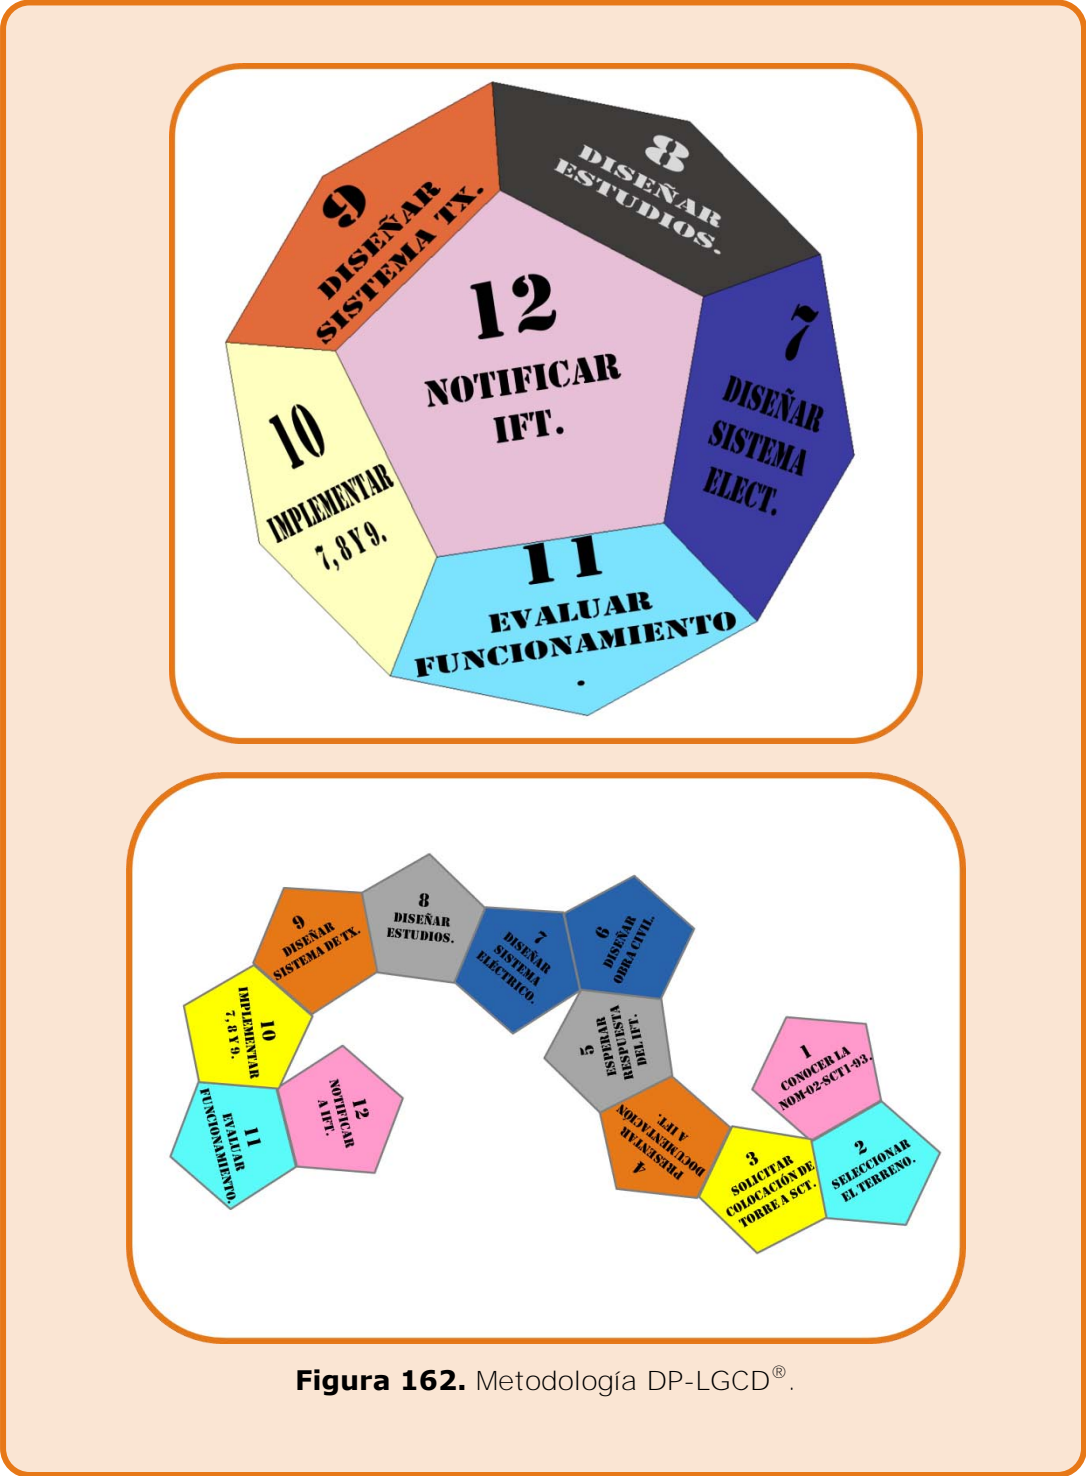 8
DISEÑAR
ESTUDIOS.
9
DISEÑAR
SISTEMA TX.
12
NOTIFICAR
IFT.
7
DISEÑAR
SISTEMA
ELECT.
10
IMPLEMENTAR
7, 8 Y 9.
11
EVALUAR
FUNCIONAMIENTO
.
1
CONOCER LA
NOM-02-SCT1-93.
2
SELECCIONAR
EL TERRENO.
3
SOLICITAR
COLOCACIÓN DE
TORRE A SCT.
4
PRESENTAR
DOCUMENTACIÓN
A IFT.
5
ESPERAR
RESPUESTA
DEL IFT.
6
DISEÑAR
OBRA CIVIL.
7
DISEÑAR
SISTEMA
ELÉCTRICO.
8
DISEÑAR
ESTUDIOS.
9
DISEÑAR
SISTEMA DE TX.
10
IMPLEMENTAR
7, 8 Y 9.
11
EVALUAR
FUNCIONAMIENTO.
12
NOTIFICAR
A IFT.
Figura 162. Metodología DP-LGCD®.